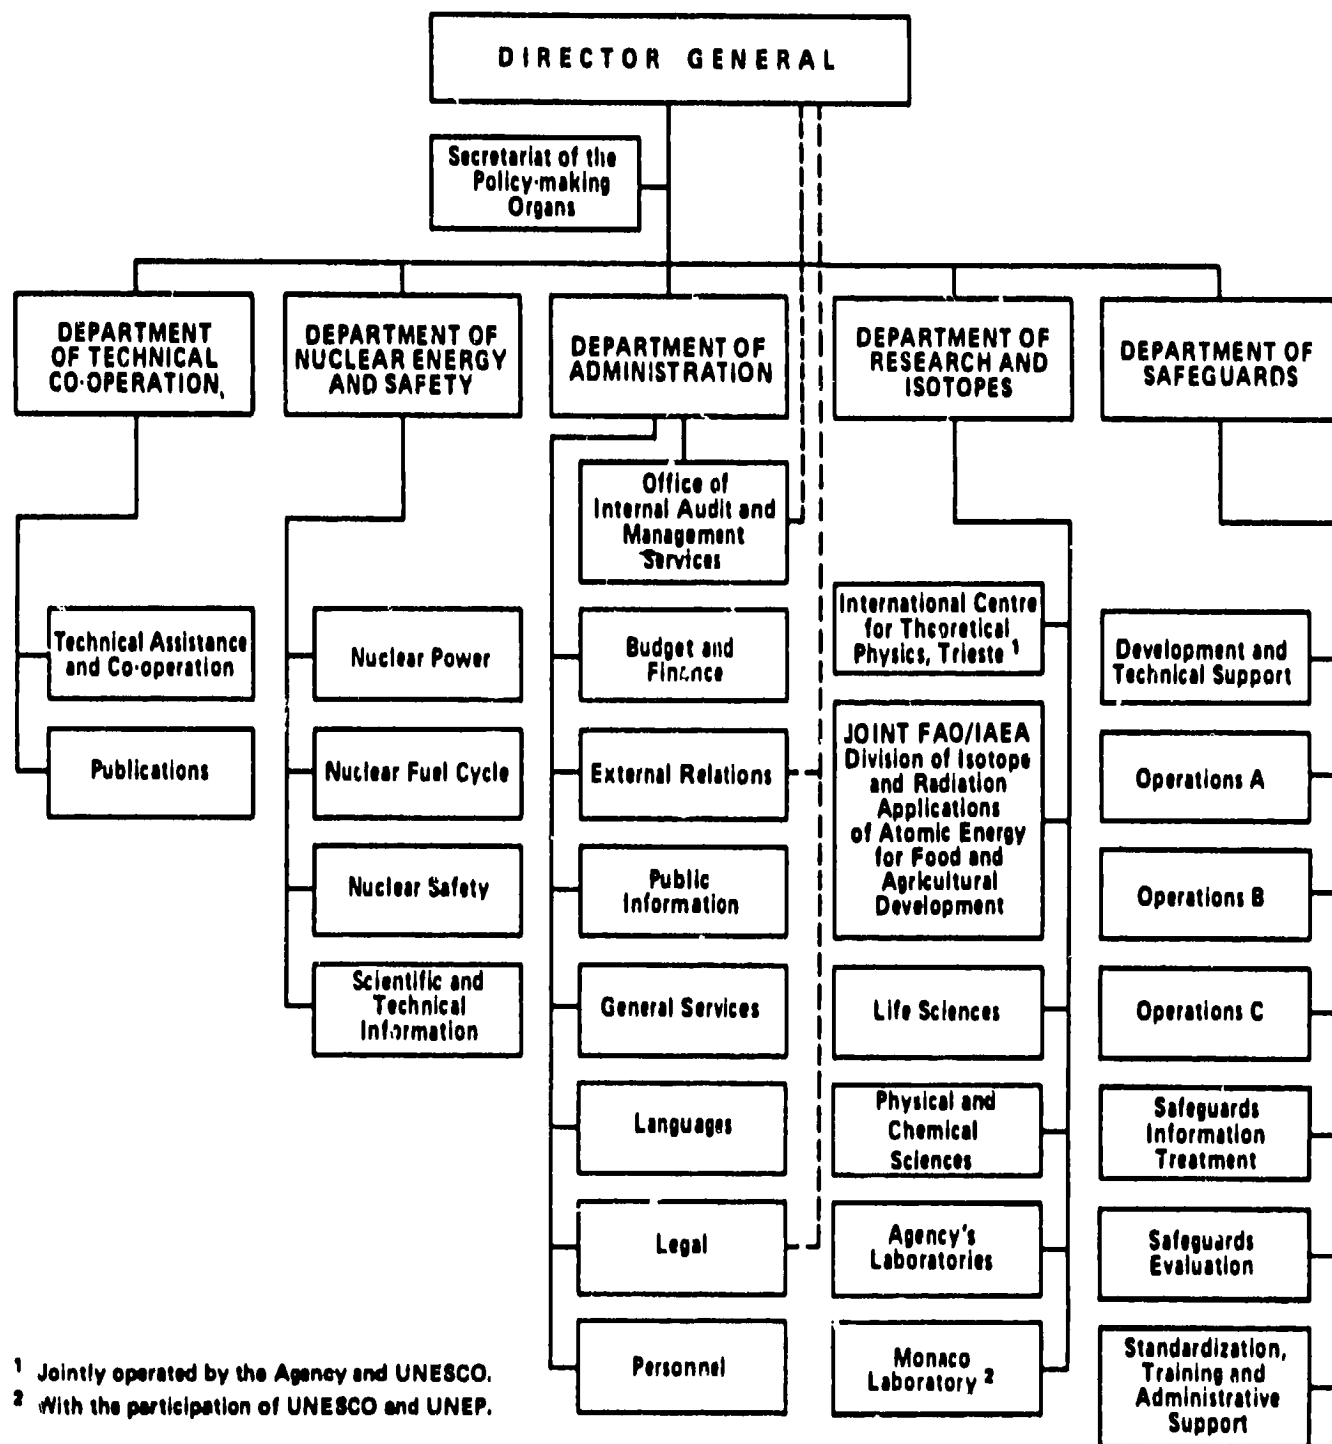 DIRECTOR GENERAL
Secretariat of the
Policy-making
Organs
DEPARTMENT
OF TECHNICAL
CO-OPERATION
DEPARTMENT OF
NUCLEAR ENERGY
AND SAFETY
DEPARTMENT OF
ADMINISTRATION
DEPARTMENT OF
RESEARCH AND
ISOTOPES
DEPARTMENT OF
SAFEGUARDS
Technical Assistance
and Co-operation
Publications
Nuclear Power
Nuclear Fuel Cycle
Nuclear Safety
Scientific and
Technical
Information
Office of
Internal Audit and
Management
Services
Budget and
Finance
External Relations
Public
Information
General Services
Languages
Legal
Personnel
International Centre
for Theoretical
Physics, Trieste ¹
JOINT FAO/IAEA
Division of Isotope
and Radiation
Applications
of Atomic Energy
for Food and
Agricultural
Development
Life Sciences
Physical and
Chemical
Sciences
Agency's
Laboratories
Monaco
Laboratory ²
Development and
Technical Support
Operations A
Operations B
Operations C
Safeguards
Information
Treatment
Safeguards
Evaluation
Standardization,
Training and
Administrative
Support
¹ Jointly operated by the Agency and UNESCO.
² With the participation of UNESCO and UNEP.